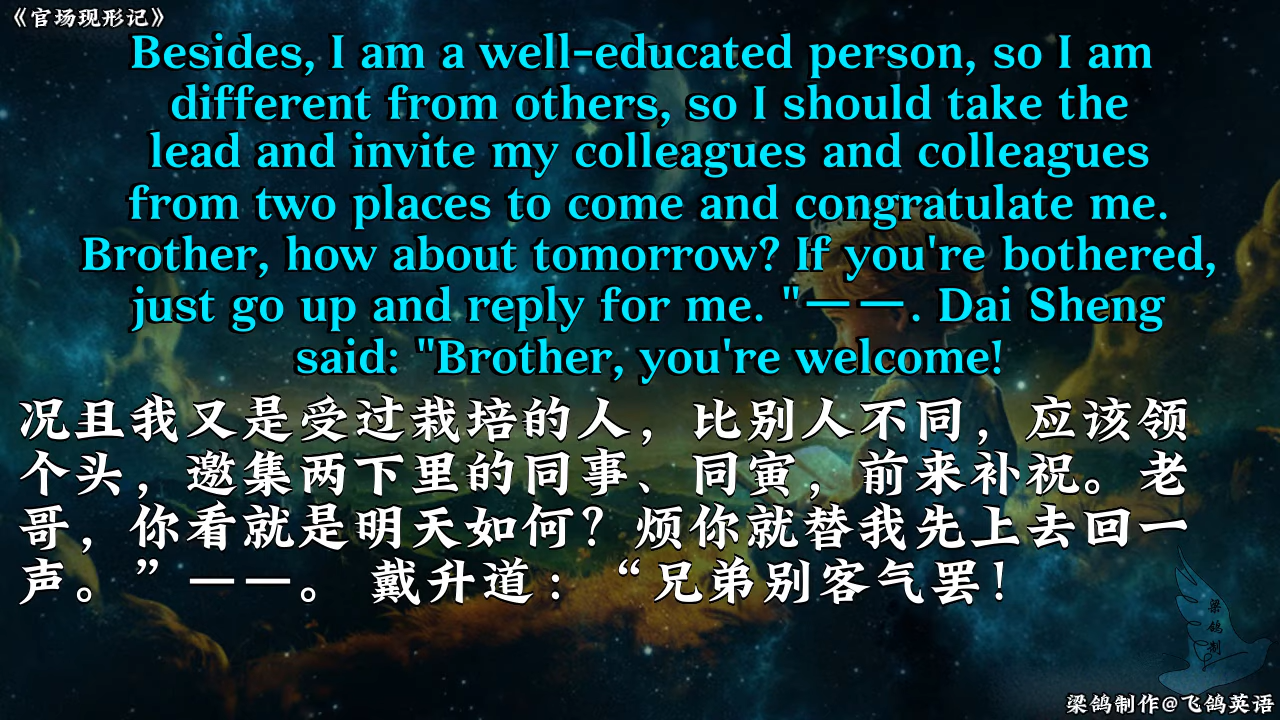 《官场现形记》
Besides, I am a well-educated person, so I am
different from others, so I should take the
lead and invite my colleagues and colleagues
from two places to come and congratulate me.
Brother, how about tomorrow? If you're bothered,
just go up and reply for me. "——. Dai Sheng
said: "Brother, you're welcome!
况且我又是受过栽培的人，比别人不同，应该领
个头，邀集两下里的同事、同寅，前来补祝。老
哥，你看就是明天如何？烦你就替我先上去回一
声。”——。 戴升道：“兄弟别客气罢！
梁鸽制
梁鸽制作@飞鸽英语